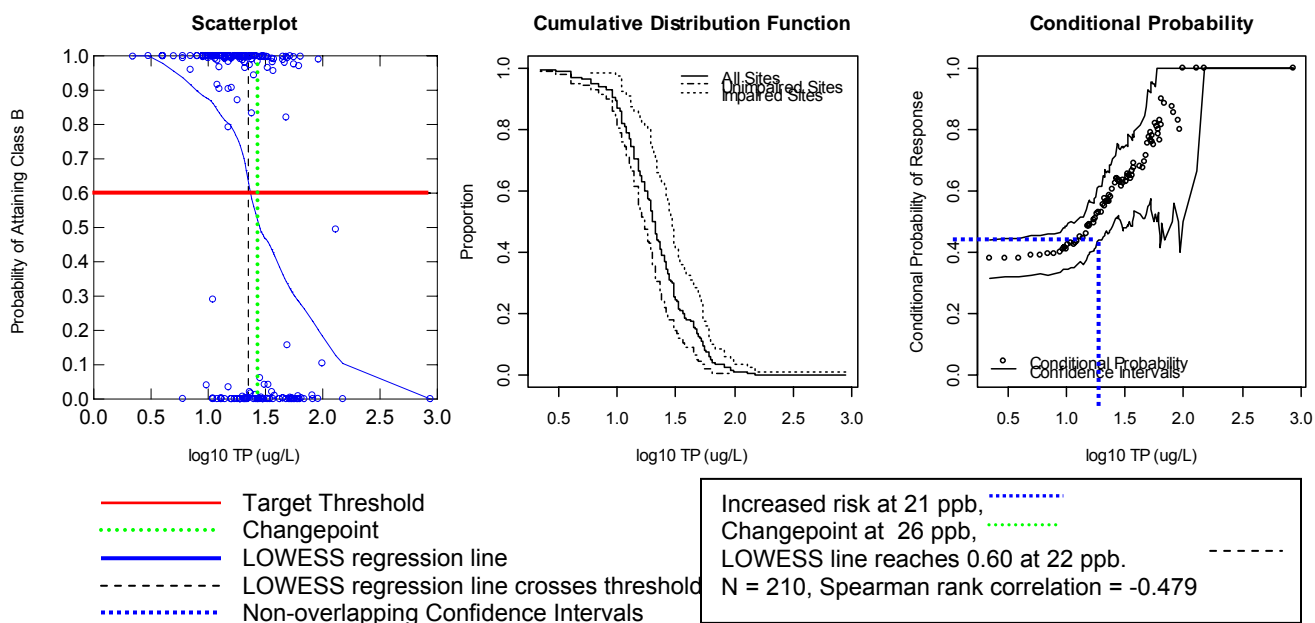 Scatterplot
Probability of Attaining Class B
1.0
0.9
0.8
0.7
0.6
0.5
0.4
0.3
0.2
0.1
0.0
0.0 0.5 1.0 1.5 2.0 2.5 3.0
log10 TP (ug/L)
Cumulative Distribution Function
Proportion
1.0
0.8
0.6
0.4
0.2
0.0
All Sites
Unimpaired Sites
Impaired Sites
0.5 1.0 1.5 2.0 2.5 3.0
log10 TP (ug/L)
Conditional Probability
Conditional Probability of Response
1.0
0.8
0.6
0.4
0.2
0.0
Conditional Probability
Confidence Intervals
0.5 1.0 1.5 2.0 2.5 3.0
log10 TP (ug/L)
Target Threshold
Changepoint
LOWESS regression line
LOWESS regression line crosses threshold
Non-overlapping Confidence Intervals
Increased risk at 21 ppb,
Changepoint at 26 ppb,
LOWESS line reaches 0.60 at 22 ppb.
N = 210, Spearman rank correlation = -0.479